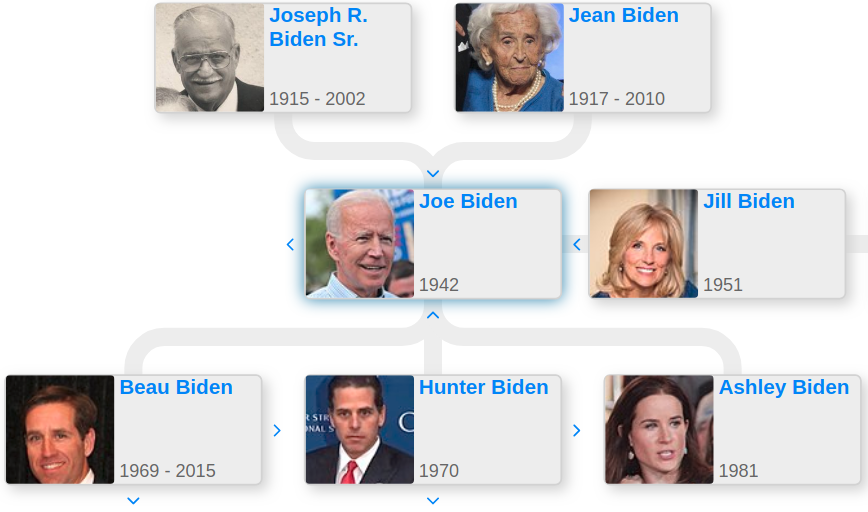 Joseph R.
Biden Sr.
1915 - 2002
Jean Biden
1917 - 2010
Joe Biden
1942
Jill Biden
1951
Beau Biden
1969 - 2015
Hunter Biden
1970
Ashley Biden
1981